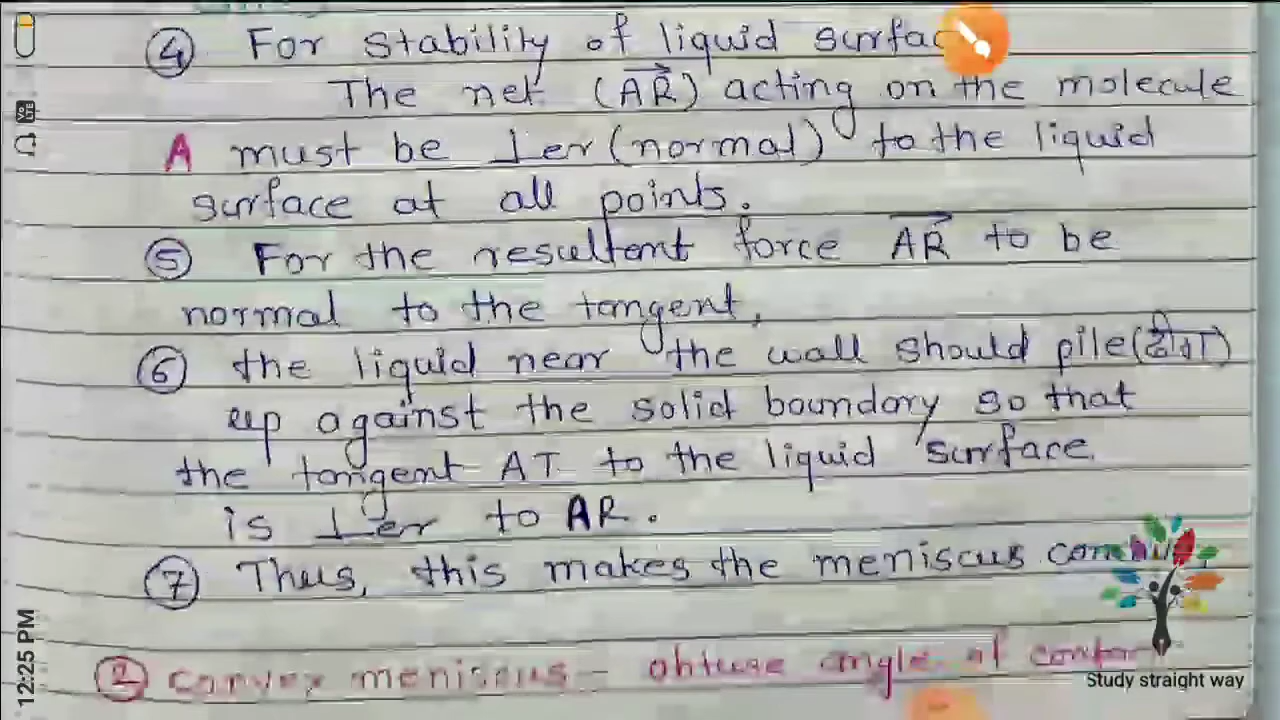 ④ For stability of liquid surfac
The net (AR) acting on the molecule
A must be ⊥er (normal) to the liquid
surface at all points.
⑤ For the resultent force AR to be
normal to the tangent,
⑥ the liquid near the wall should pile(
up against the solid boundary so that
the tangent AT to the liquid surface
is ⊥er to AR.
⑦ Thus, this makes the meniscus
② convex meniscus - obtuse angle of contact
Study straight way
12:25 PM